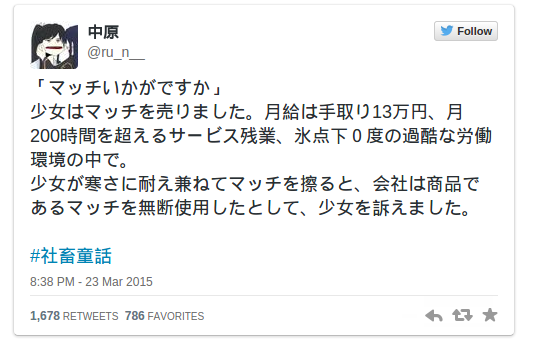 中原
@ru_n__
Follow
「マッチいかがですか」
少女はマッチを売りました。月給は手取り13万円、月
200時間を超えるサービス残業、氷点下０度の過酷な労働
環境の中で。
少女が寒さに耐え兼ねてマッチを擦ると、会社は商品で
あるマッチを無断使用したとして、少女を訴えました。
#社畜童話
8:38 PM - 23 Mar 2015
1,678 RETWEETS 786 FAVORITES